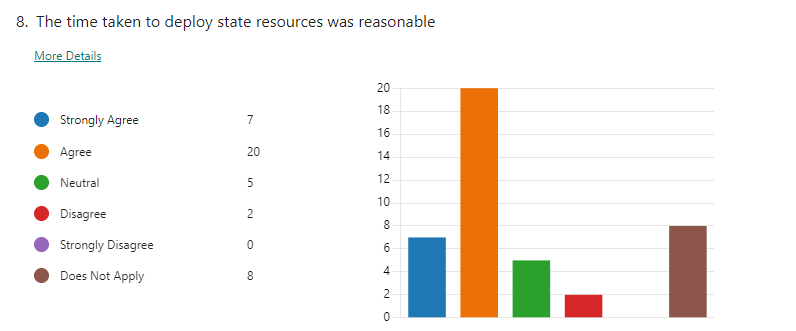 8. The time taken to deploy state resources was reasonable
More Details
Strongly Agree 7
Agree 20
Neutral 5
Disagree 2
Strongly Disagree 0
Does Not Apply 8
20
18
16
14
12
10
8
6
4
2
0